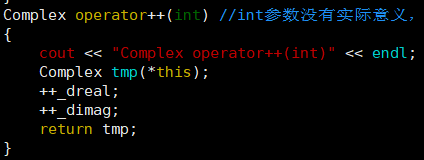 Complex operator++(int) //int参数没有实际意义,
{
cout << "Complex operator++(int)" << endl;
Complex tmp(*this);
++_dreal;
++_dimag;
return tmp;
}